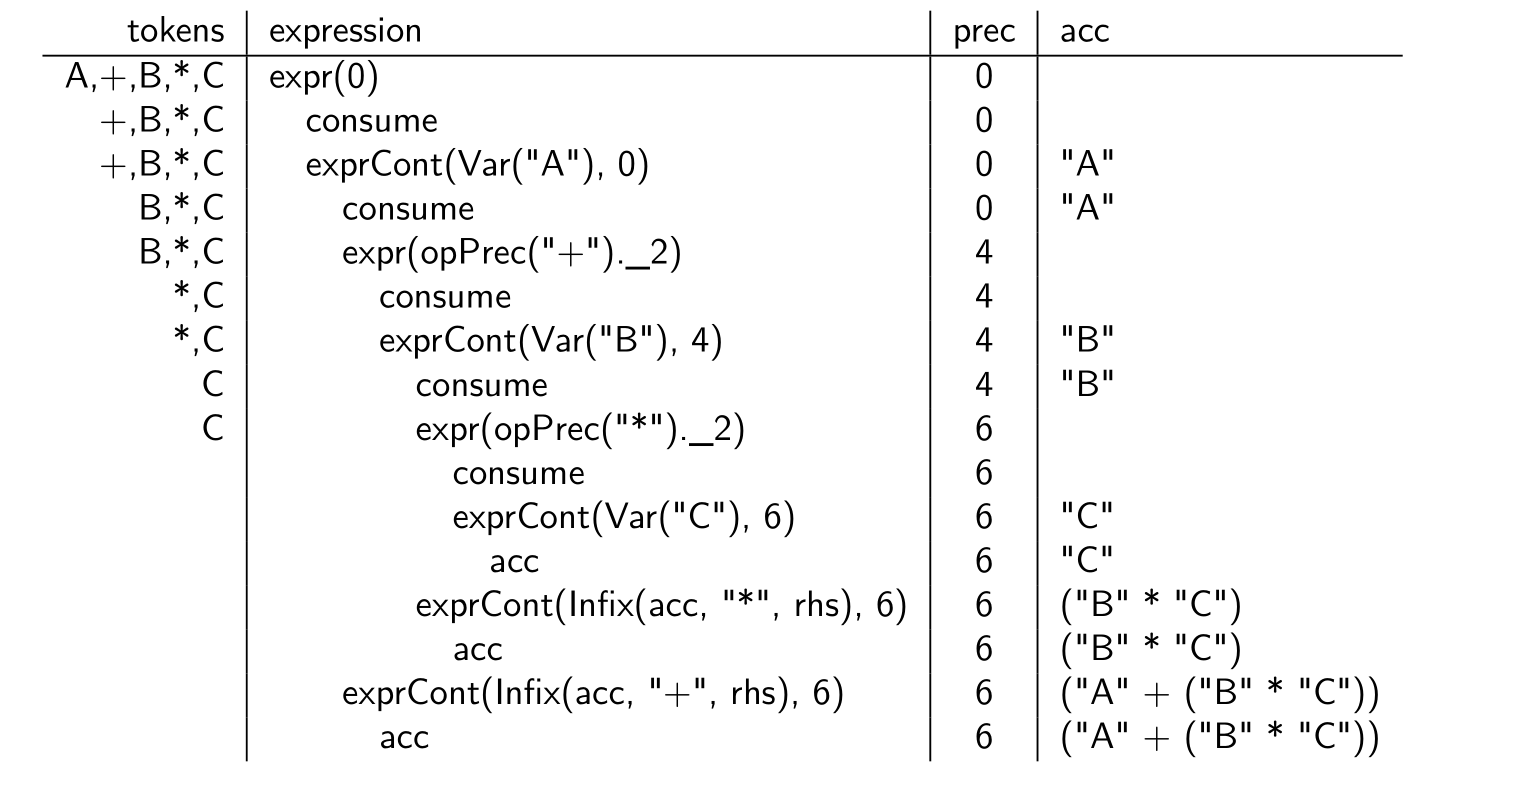 tokens expression prec acc
A,+,B,*,C expr(0) 0
+,B,*,C consume 0
+,B,*,C exprCont(Var("A"), 0) 0 "A"
B,*,C consume 0 "A"
B,*,C expr(opPrec("+")._2) 4
*,C consume 4
*,C exprCont(Var("B"), 4) 4 "B"
C consume 4 "B"
C expr(opPrec("*")._2) 6
consume 6
exprCont(Var("C"), 6) 6 "C"
acc 6 "C"
exprCont(Infix(acc, "*", rhs), 6) 6 ("B" * "C")
acc 6 ("B" * "C")
exprCont(Infix(acc, "+", rhs), 6) 6 ("A" + ("B" * "C"))
acc 6 ("A" + ("B" * "C"))